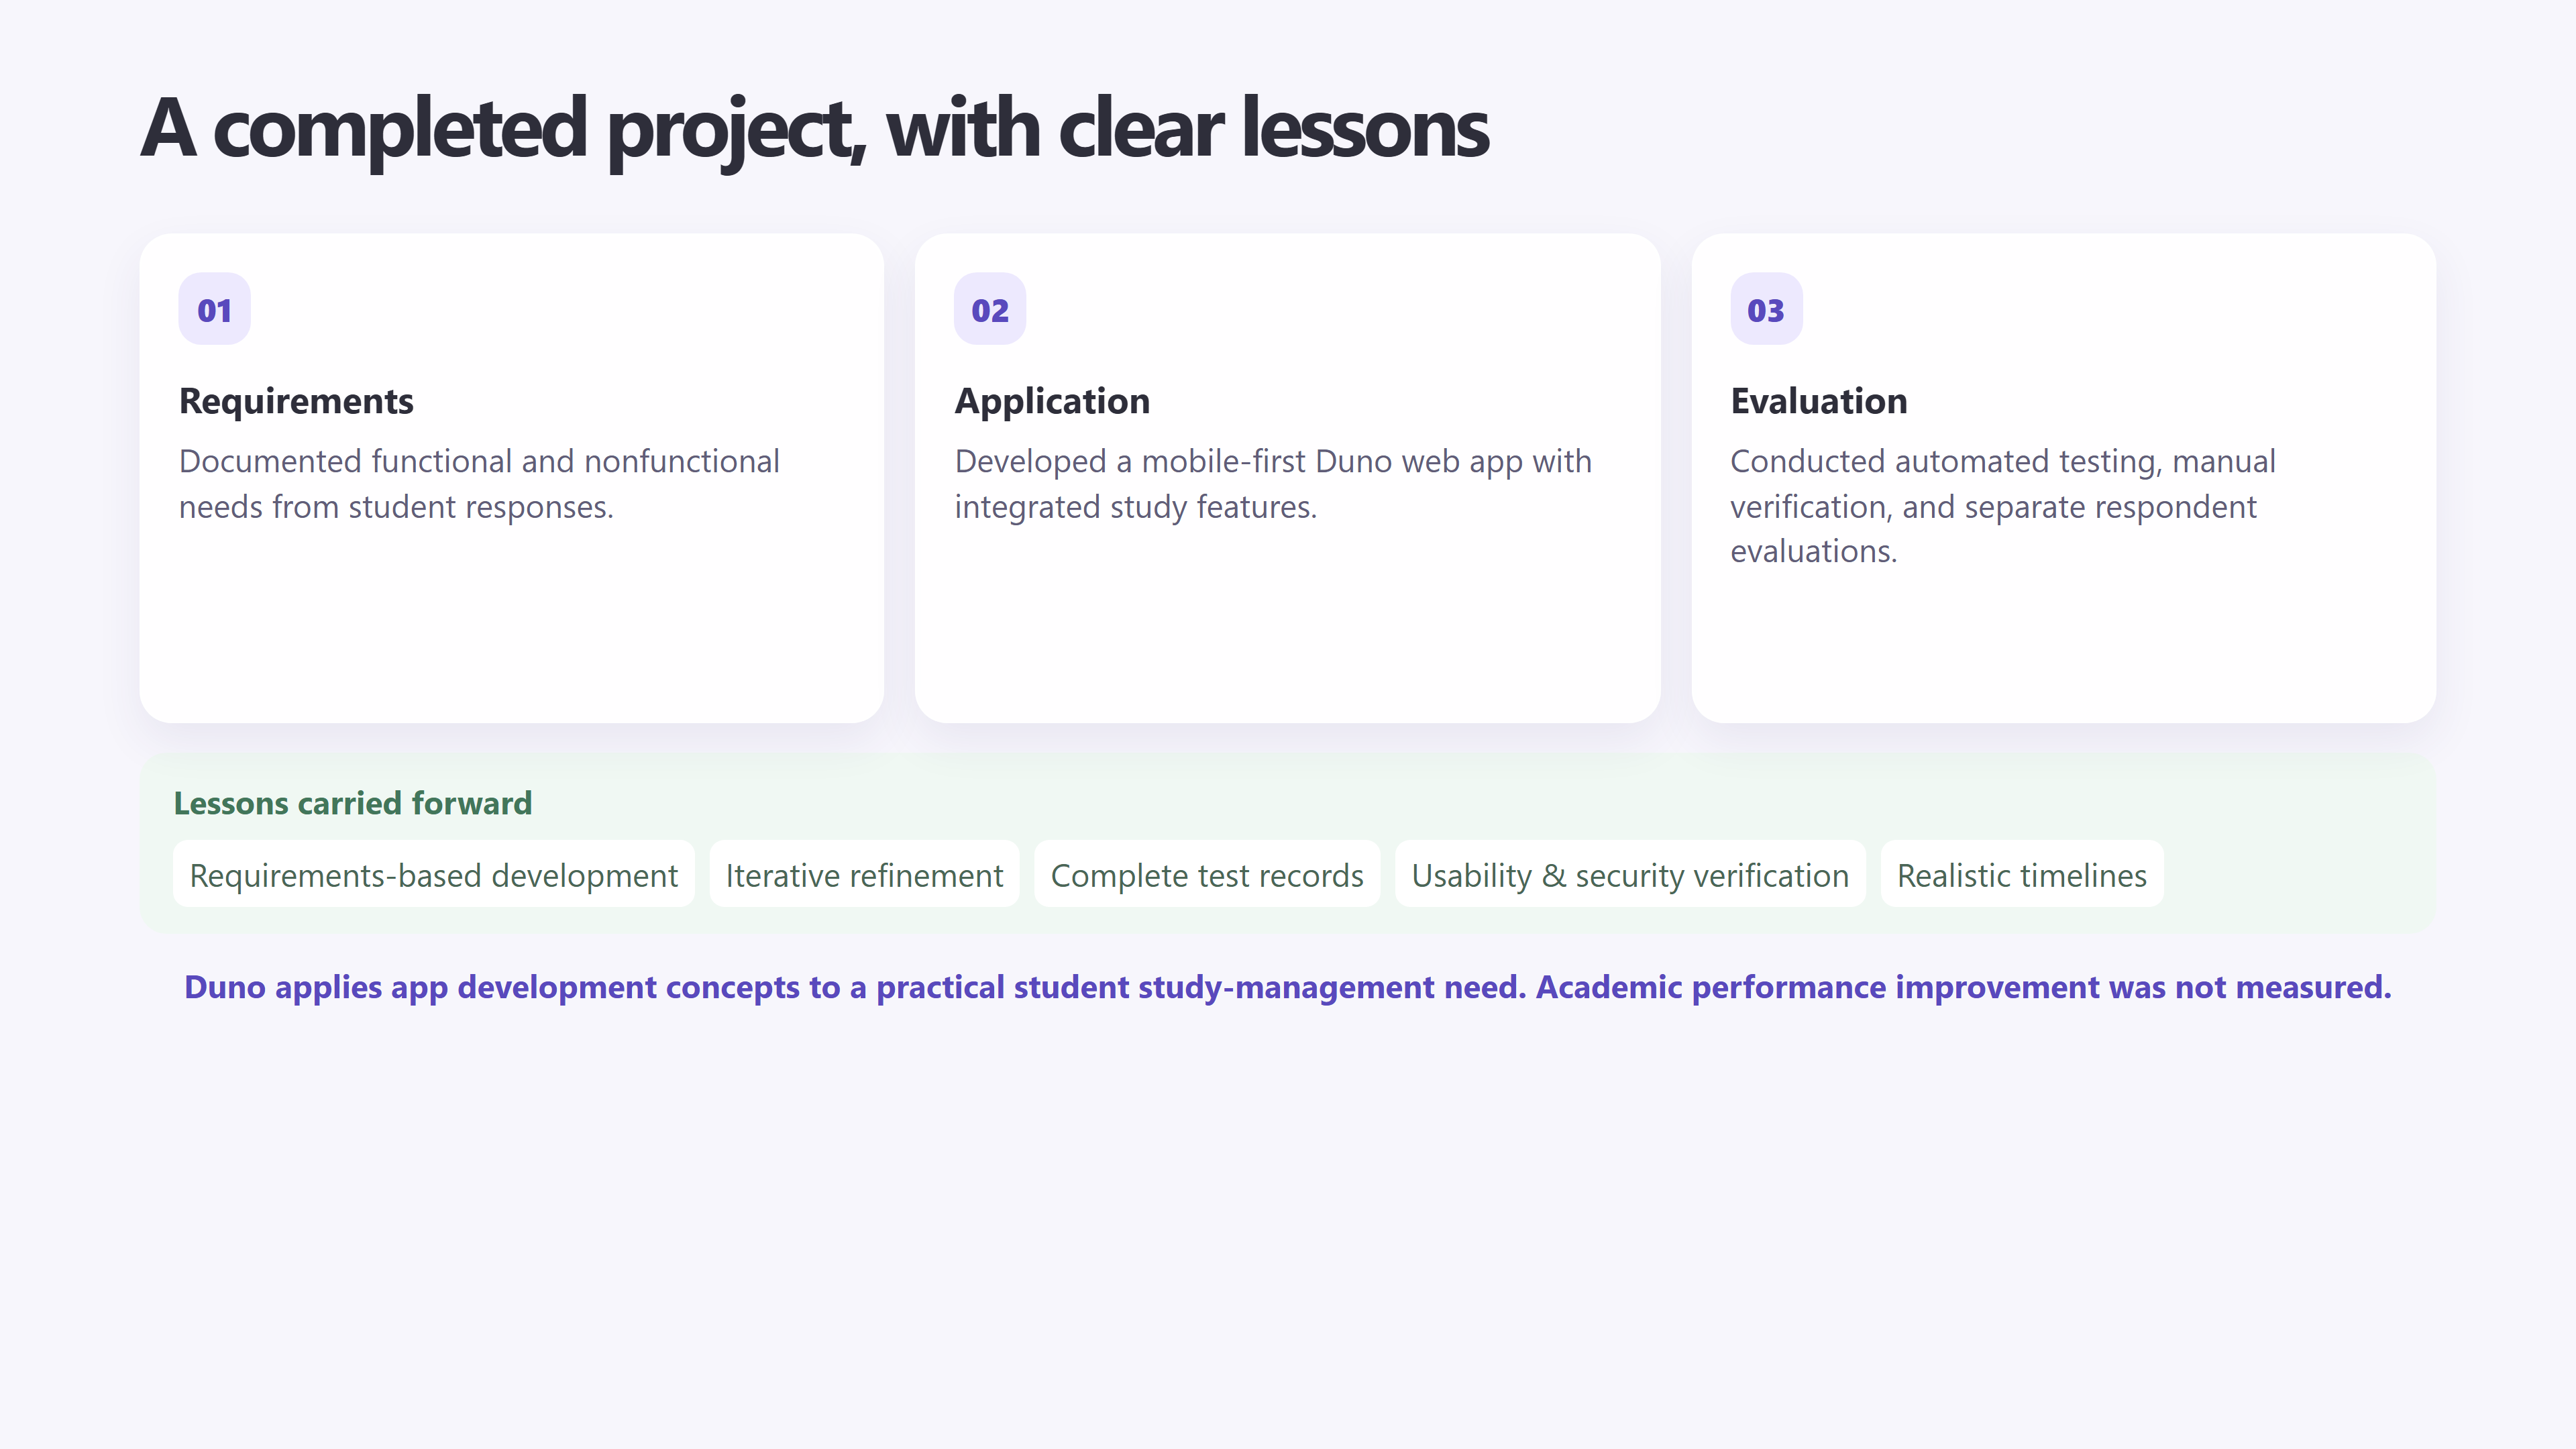 A completed project, with clear lessons
01
Requirements
Documented functional and nonfunctional
needs from student responses.
02
Application
Developed a mobile-first Duno web app with
integrated study features.
03
Evaluation
Conducted automated testing, manual
verification, and separate respondent
evaluations.
Lessons carried forward
Requirements-based development
Iterative refinement
Complete test records
Usability & security verification
Realistic timelines
Duno applies app development concepts to a practical student study-management need. Academic performance improvement was not measured.